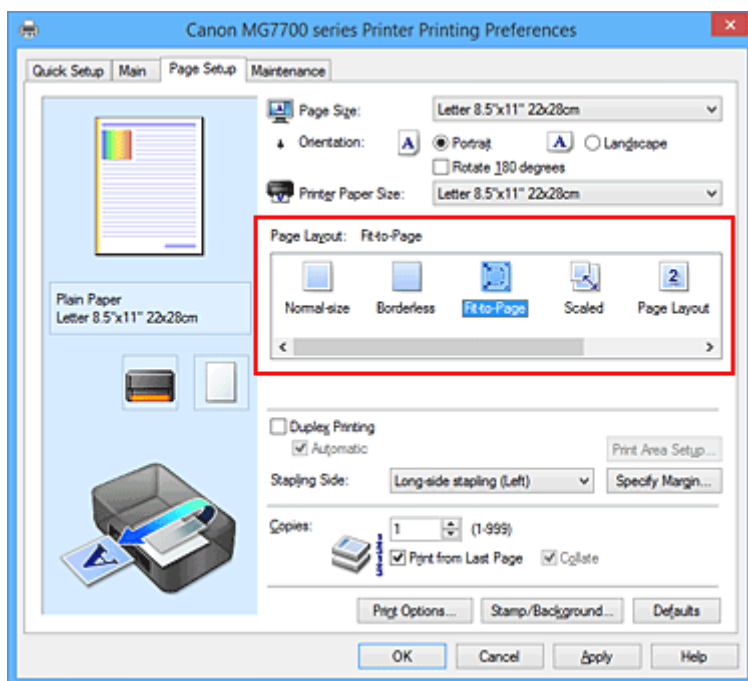 Canon MG7700 series Printer Printing Preferences
Quick Setup Main Page Setup Maintenance
Page Size: Letter 8.5"x11" 22x28cm
Orientation: A Portrait A Landscape
Rotate 180 degrees
Printer Paper Size: Letter 8.5"x11" 22x28cm
Page Layout: Fit-to-Page
Normal-size Borderless Fit-to-Page Scaled 2 Page Layout
Plain Paper
Letter 8.5"x11" 22x28cm
Duplex Printing
Automatic
Print Area Setup...
Stapling Side: Long-side stapling (Left) Specify Margin...
Copies: 1 (1-999)
Print from Last Page Collate
Print Options... Stamp/Background... Defaults
OK Cancel Apply Help